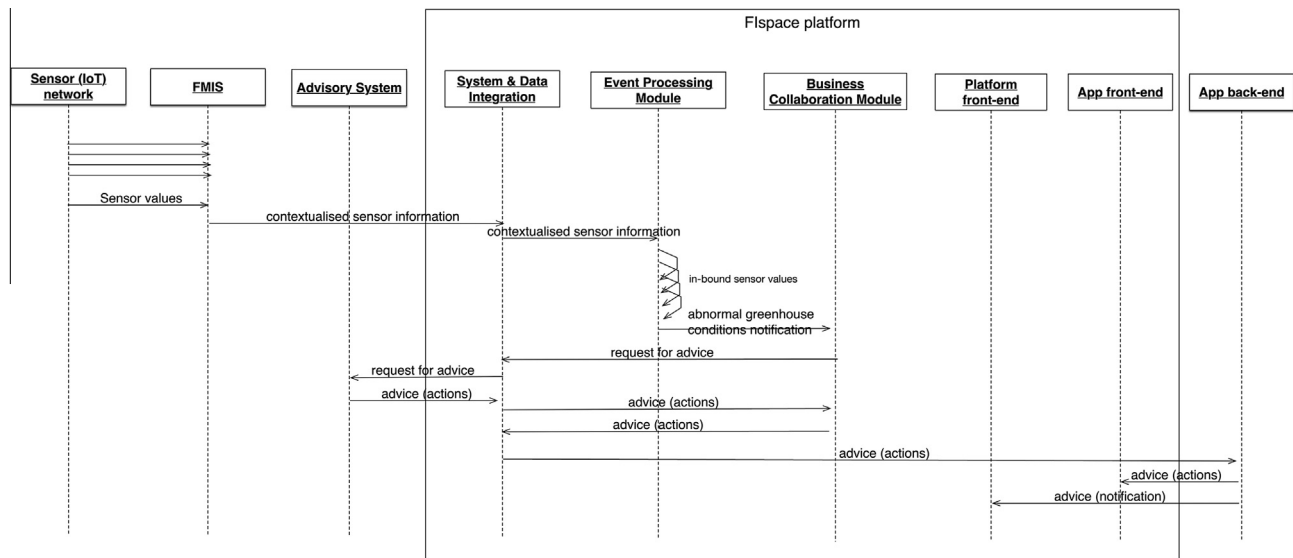 FIspace platform
Sensor (IoT)
network
FMIS
Advisory System
System & Data
Integration
Event Processing
Module
Business
Collaboration Module
Platform
front-end
App front-end
App back-end
Sensor values
contextualised sensor information
contextualised sensor information
in-bound sensor values
abnormal greenhouse
conditions notification
request for advice
request for advice
advice (actions)
advice (actions)
advice (actions)
advice (actions)
advice (actions)
advice (notification)